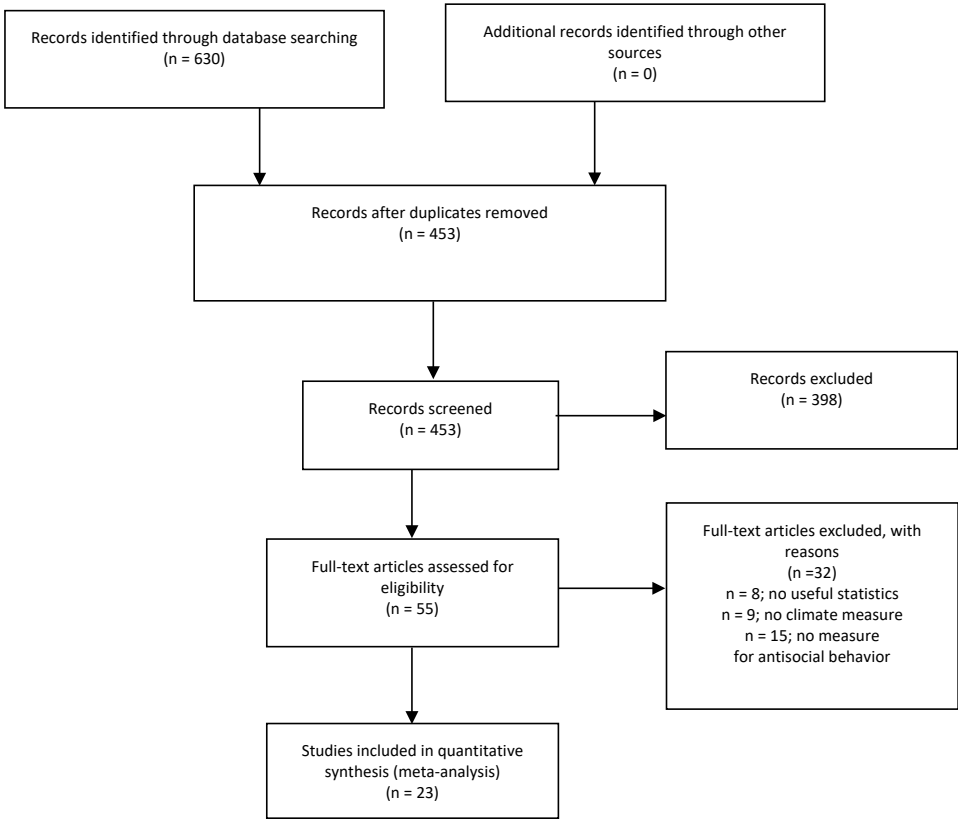 Records identified through database searching
(n = 630)
Additional records identified through other
sources
(n = 0)
Records after duplicates removed
(n = 453)
Records screened
(n = 453)
Records excluded
(n = 398)
Full-text articles assessed for
eligibility
(n = 55)
Full-text articles excluded, with
reasons
(n =32)
n = 8; no useful statistics
n = 9; no climate measure
n = 15; no measure
for antisocial behavior
Studies included in quantitative
synthesis (meta-analysis)
(n = 23)